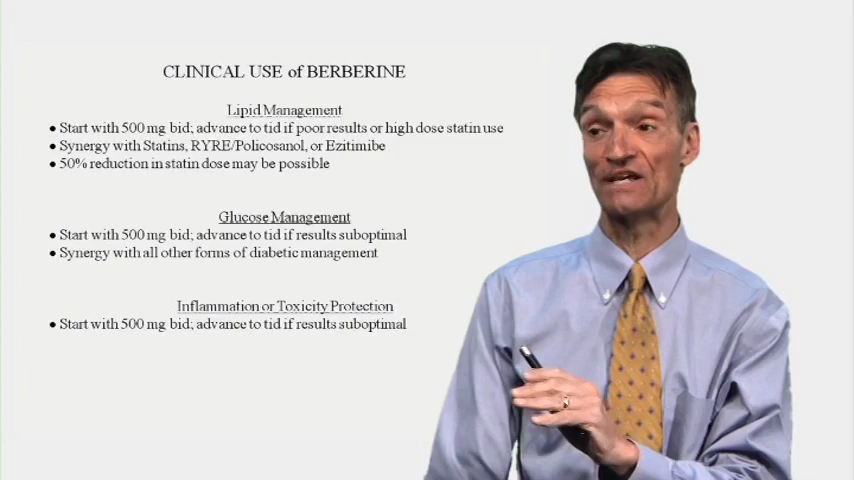 CLINICAL USE of BERBERINE
Lipid Management
● Start with 500 mg bid; advance to tid if poor results or high dose statin use
● Synergy with Statins, RYRE/Policosanol, or Ezitimibe
● 50% reduction in statin dose may be possible
Glucose Management
● Start with 500 mg bid; advance to tid if results suboptimal
● Synergy with all other forms of diabetic management
Inflammation or Toxicity Protection
● Start with 500 mg bid; advance to tid if results suboptimal